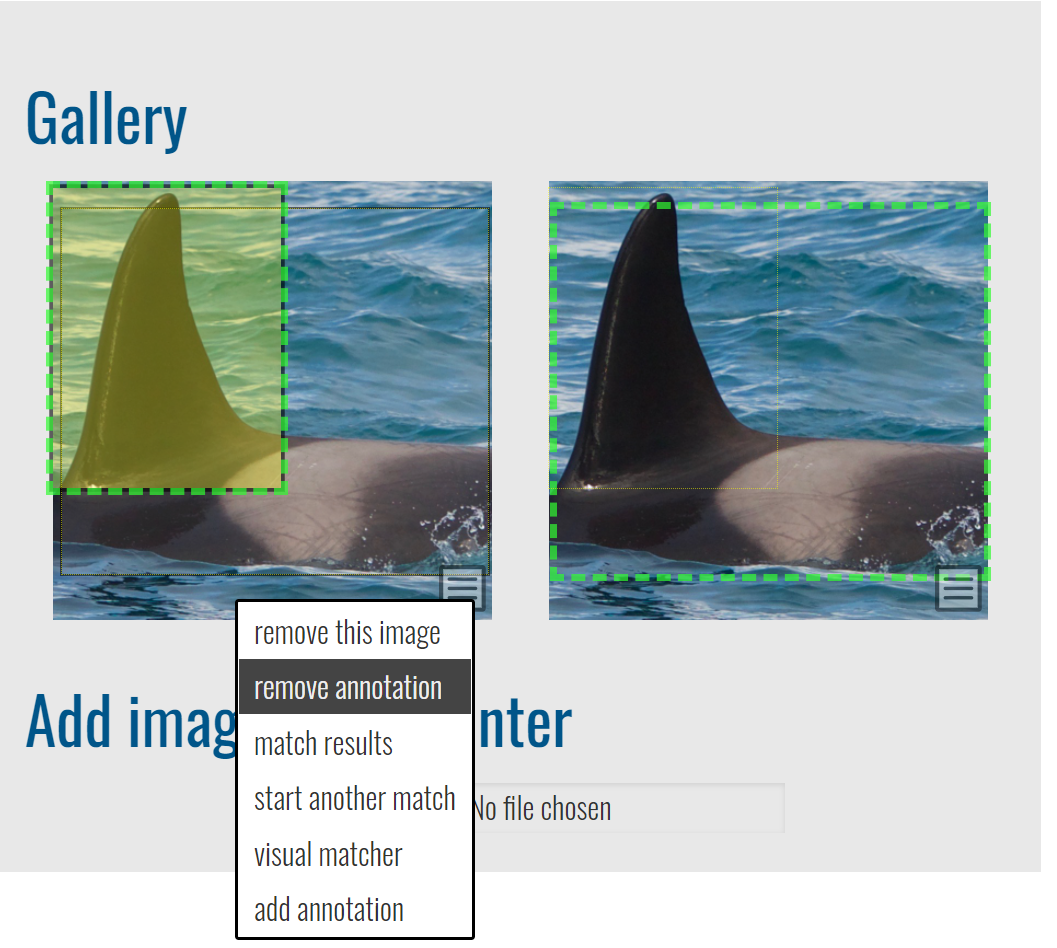 Gallery
remove this image
remove annotation
Add imag nter
match results
start another match
No file chosen
visual matcher
add annotation